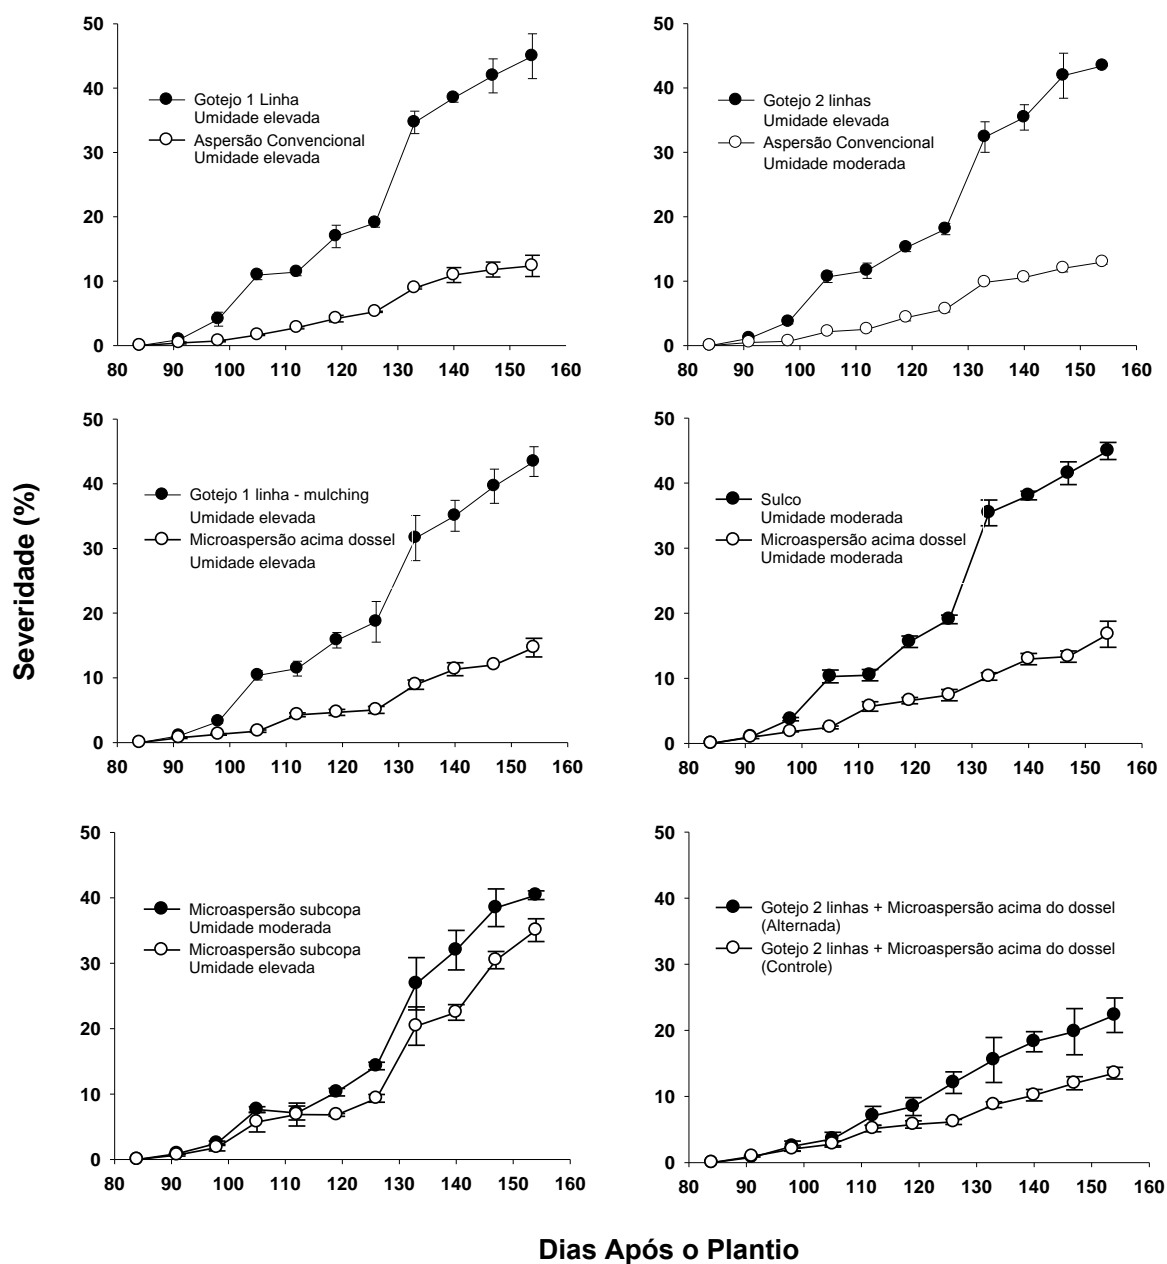 50
40
30
20
10
0
Gotejo 1 Linha
Umidade elevada
Aspersão Convencional
Umidade elevada
80 90 100 110 120 130 140 150 160
50
40
30
20
10
0
Gotejo 2 linhas
Umidade elevada
Aspersão Convencional
Umidade moderada
80 90 100 110 120 130 140 150 160
Severidade (%)
50
40
30
20
10
0
Gotejo 1 linha - mulching
Umidade elevada
Microaspersão acima dossel
Umidade elevada
80 90 100 110 120 130 140 150 160
50
40
30
20
10
0
Sulco
Umidade moderada
Microaspersão acima dossel
Umidade moderada
80 90 100 110 120 130 140 150 160
50
40
30
20
10
0
Microaspersão subcopa
Umidade moderada
Microaspersão subcopa
Umidade elevada
80 90 100 110 120 130 140 150 160
50
40
30
20
10
0
Gotejo 2 linhas + Microaspersão acima do dossel
(Alternada)
Gotejo 2 linhas + Microaspersão acima do dossel
(Controle)
80 90 100 110 120 130 140 150 160
Dias Após o Plantio